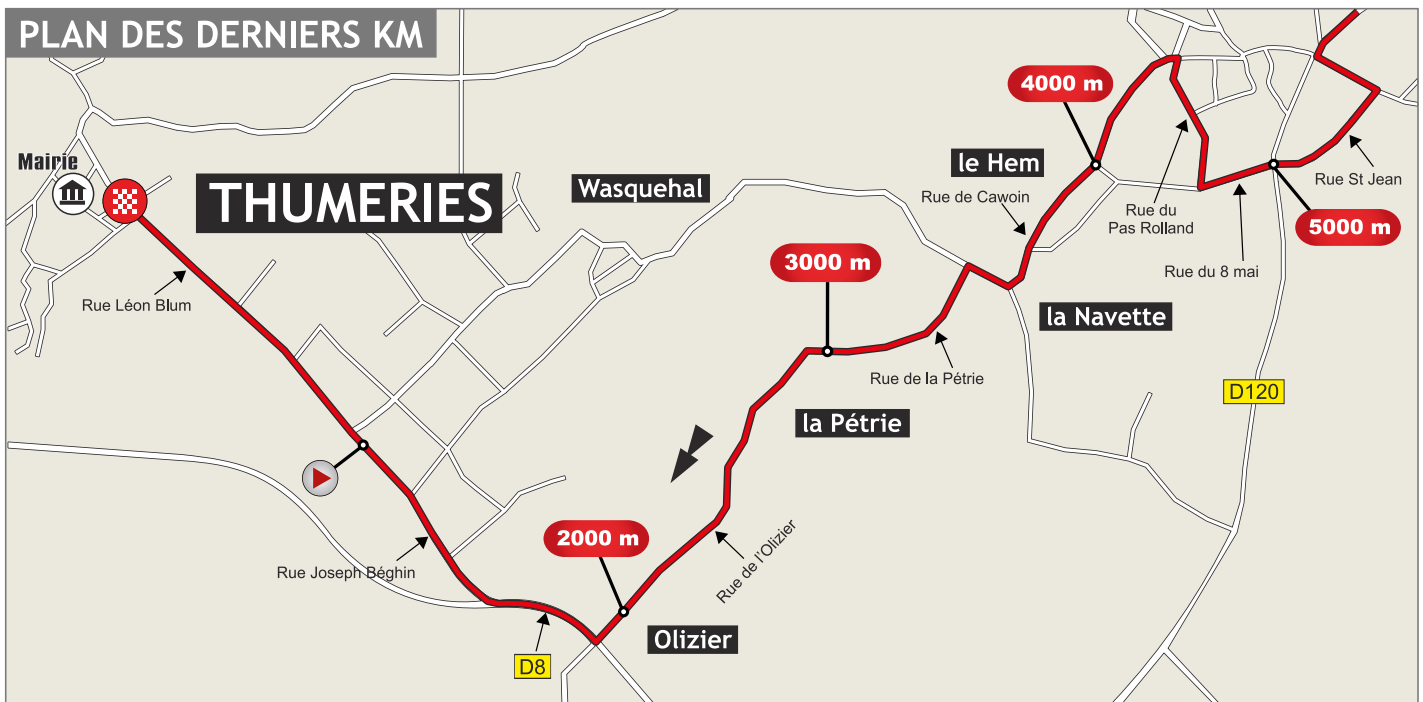 PLAN DES DERNIERS KM
4000 m
Mairie
le Hem
THUMERIES
Wasquehal
Rue St Jean
Rue de Cawoin
Rue du
Pas Rolland
5000 m
3000 m
Rue du 8 mai
Rue Léon Blum
la Navette
Rue de la Pétrie
D120
la Pétrie
2000 m
Rue de l'Olizier
Rue Joseph Béghin
Olizier
D8